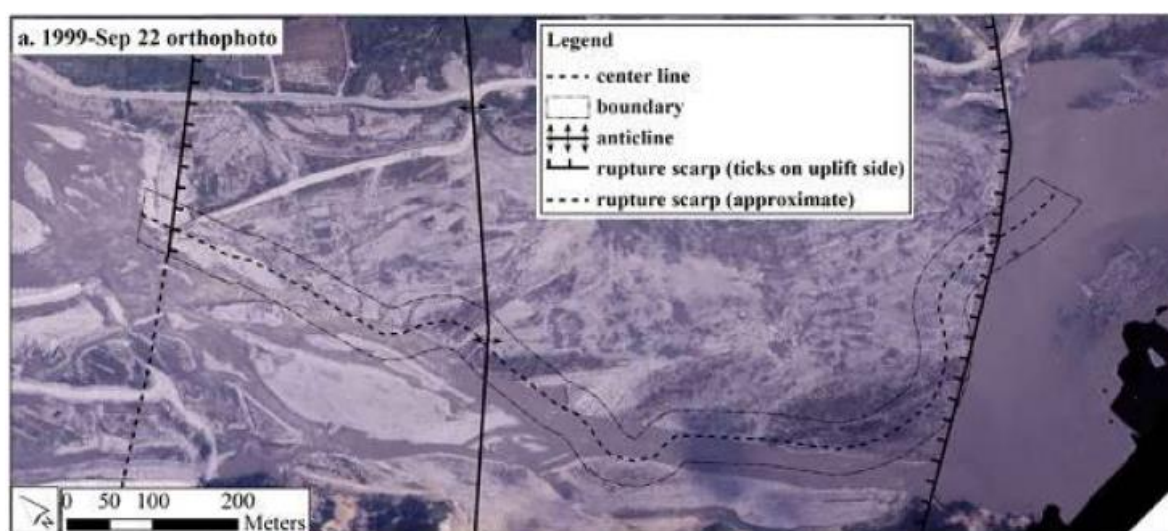 a. 1999-Sep 22 orthophoto
Legend
center line
boundary
anticline
rupture scarp (ticks on uplift side)
rupture scarp (approximate)
N
0 50 100 200
Meters